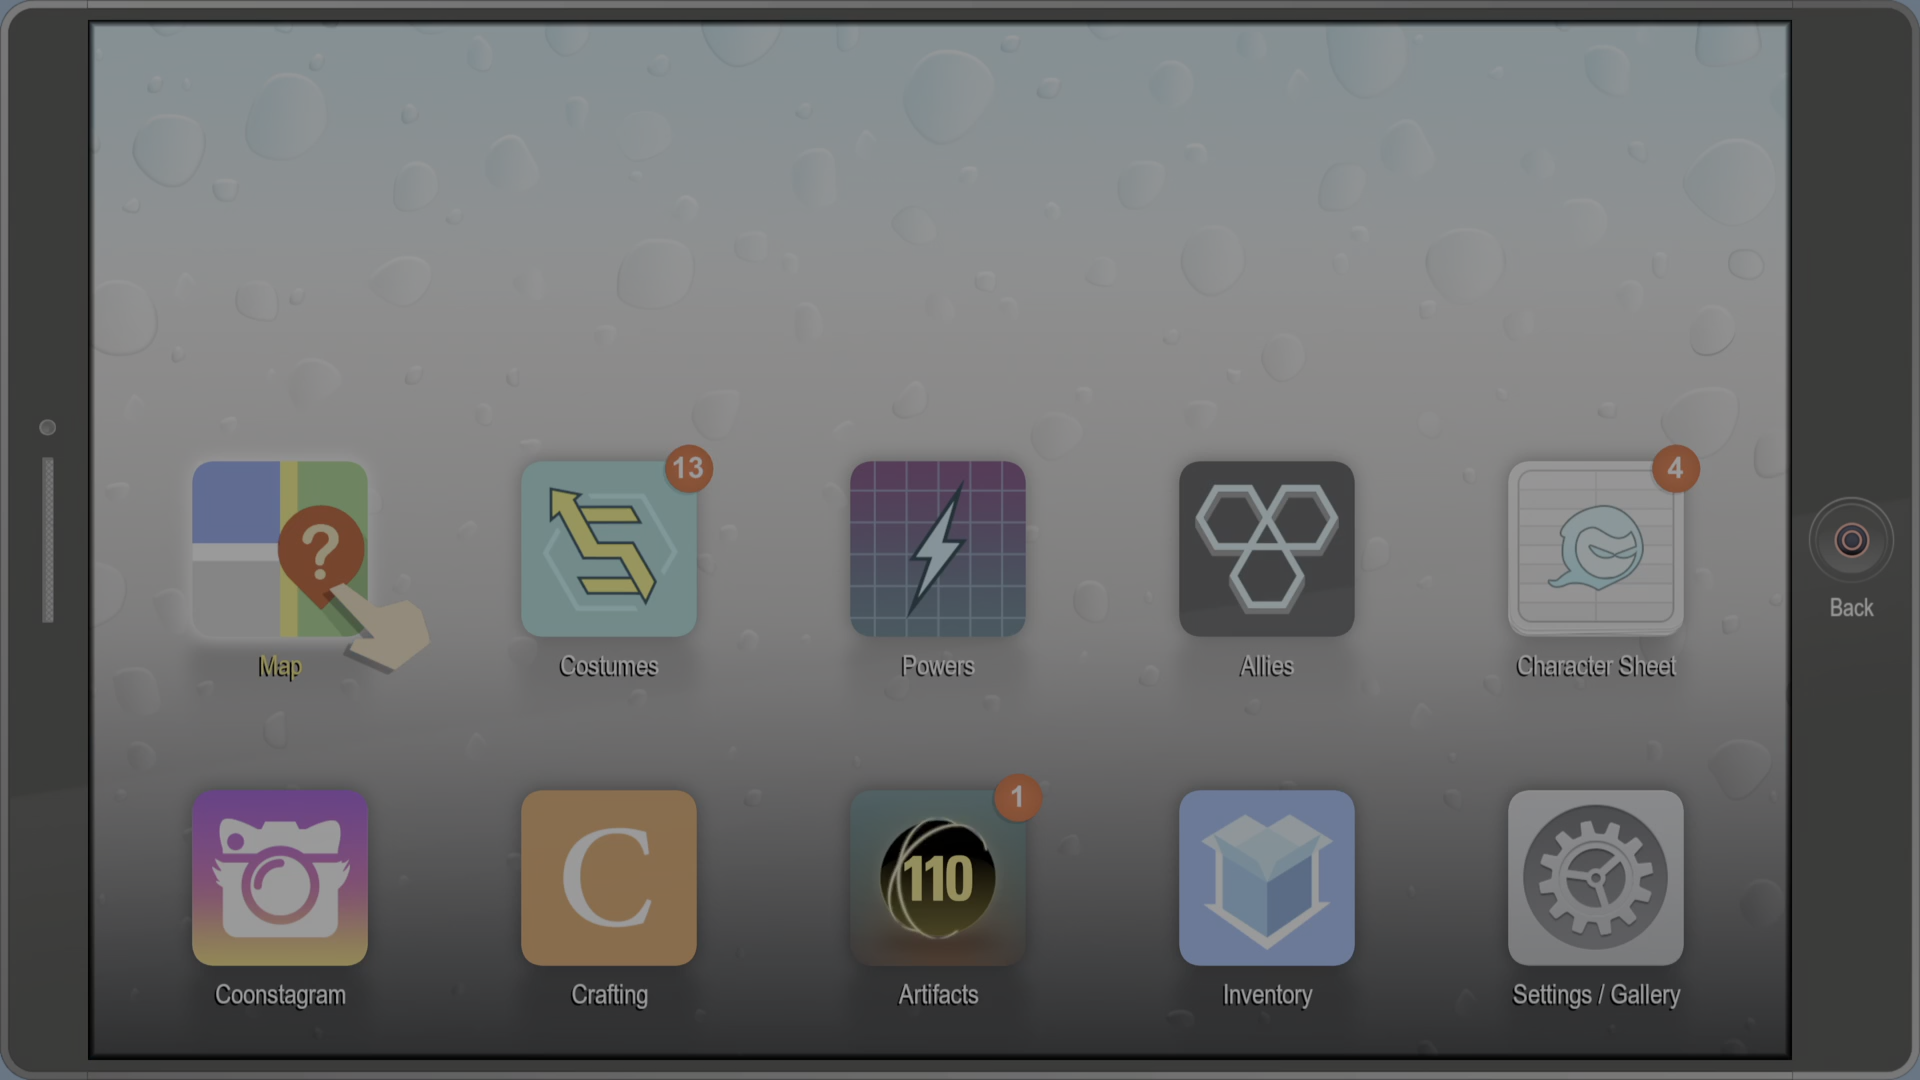 13
4
?
Map
Costumes
Powers
Allies
Character Sheet
Back
1
C
110
Coonstagram
Crafting
Artifacts
Inventory
Settings / Gallery